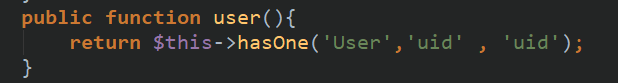 public function user(){
return $this->hasOne('User','uid' , 'uid');
}